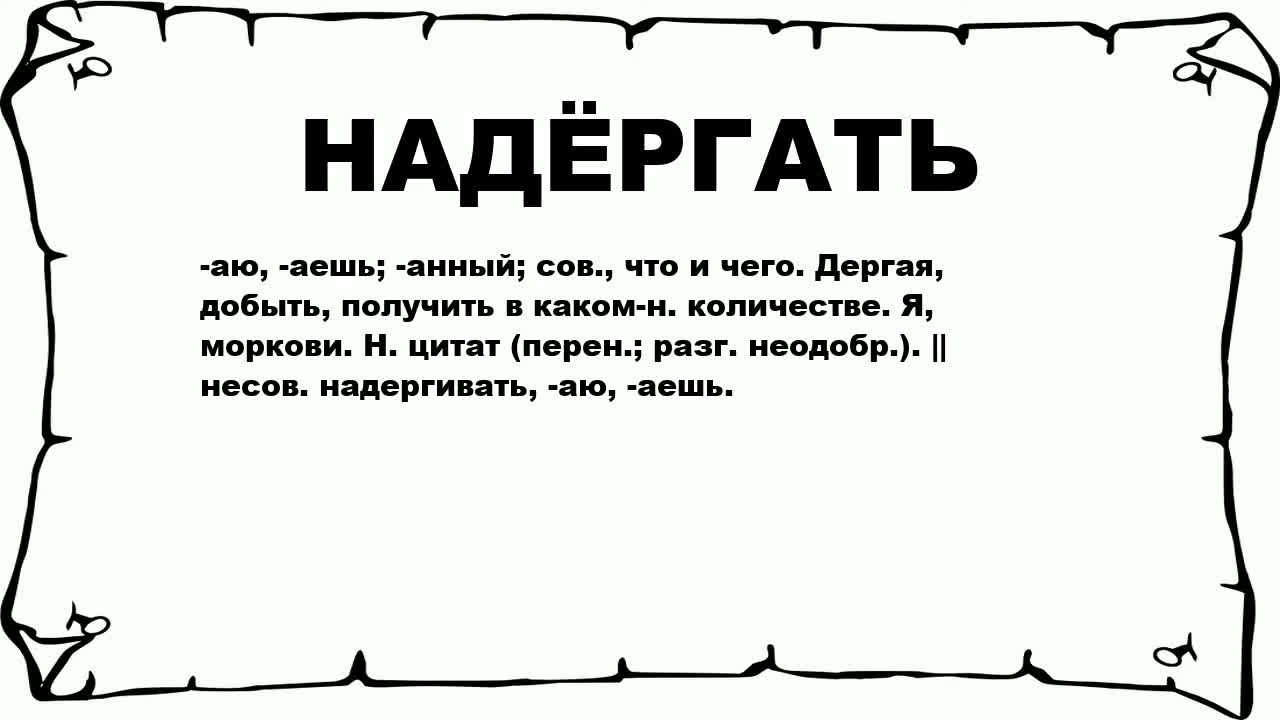 НАДЁРГАТЬ
-аю, -аешь; -анный; сов., что и чего. Дергая,
добыть, получить в каком-н. количестве. Я,
моркови. Н. цитат (перен.; разг. неодобр.). ||
несов. надергивать, -аю, -аешь.